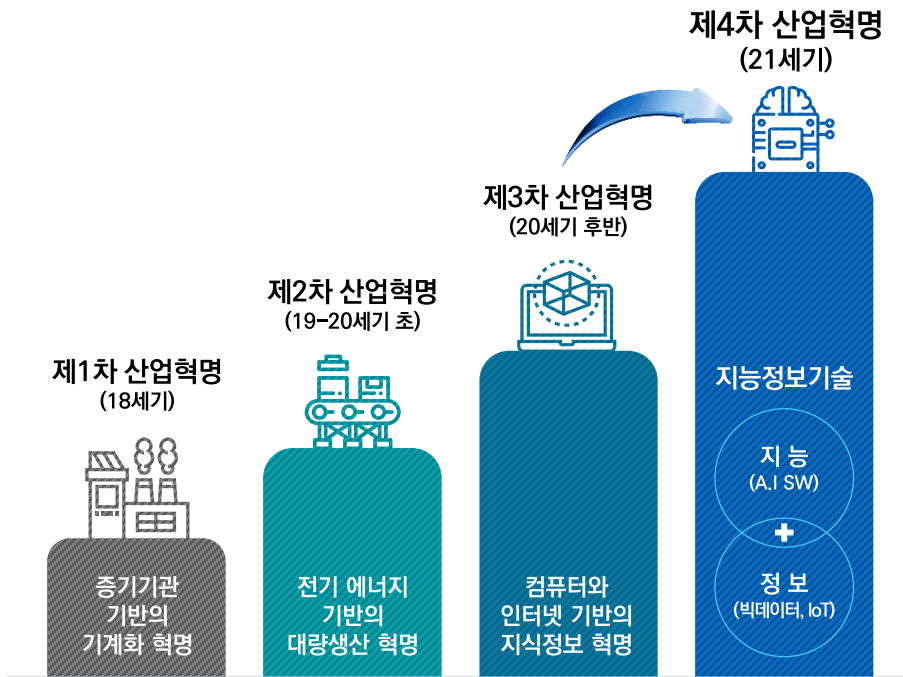 제1차 산업혁명
(18세기)
증기기관
기반의
기계화 혁명
제2차 산업혁명
(19-20세기 초)
전기 에너지
기반의
대량생산 혁명
제3차 산업혁명
(20세기 후반)
컴퓨터와
인터넷 기반의
지식정보 혁명
제4차 산업혁명
(21세기)
지능정보기술
지 능
(A.I SW)
+
정 보
(빅데이터, IoT)